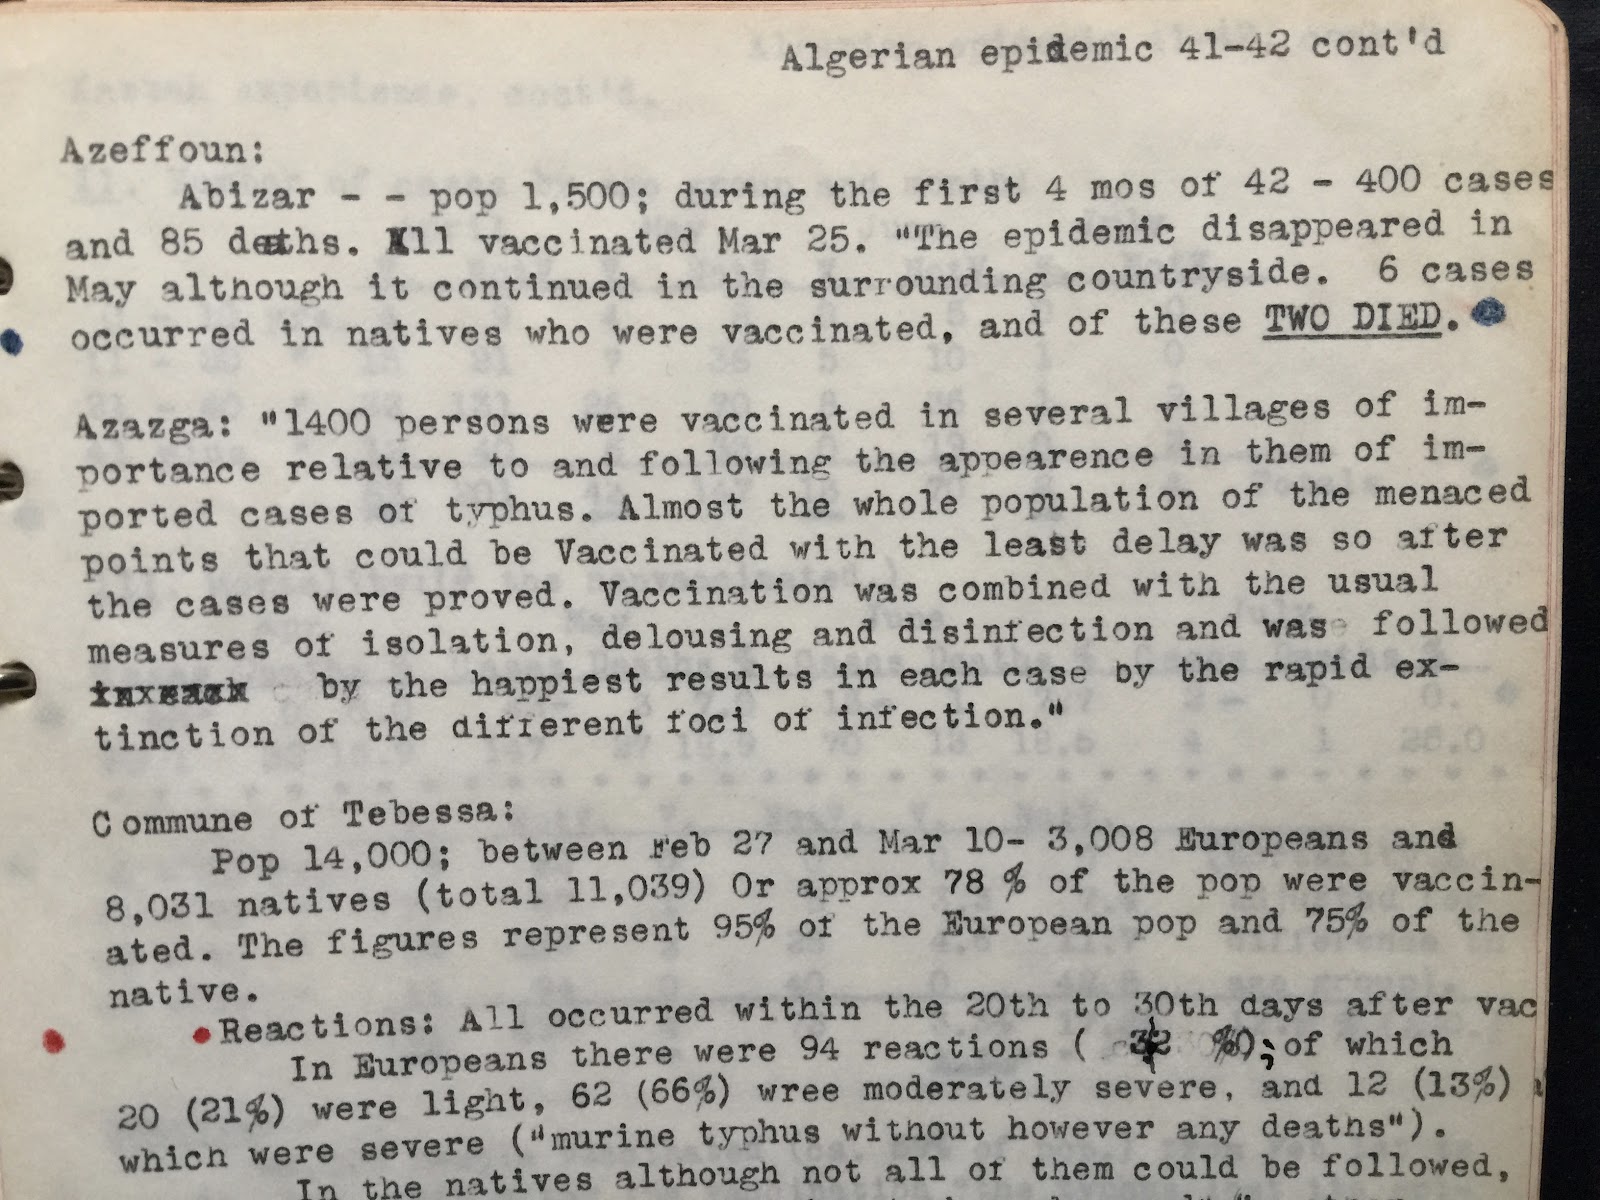 Algerian epidemic 41-42 cont'd
Azeffoun:
Abizar - - pop 1,500; during the first 4 mos of 42 - 400 cases
and 85 deaths. All vaccinated Mar 25. "The epidemic disappeared in
May although it continued in the surrounding countryside. 6 cases
occurred in natives who were vaccinated, and of these TWO DIED.
Azazga: "1400 persons were vaccinated in several villages of im-
portance relative to and following the appearence in them of im-
ported cases of typhus. Almost the whole population of the menaced
points that could be Vaccinated with the least delay was so after
the cases were proved. Vaccination was combined with the usual
measures of isolation, delousing and disinfection and was followed
by the happiest results in each case by the rapid ex-
tinction of the different foci of infection."
Commune of Tebessa:
Pop 14,000; between Feb 27 and Mar 10- 3,008 Europeans and
8,031 natives (total 11,039) Or approx 78 % of the pop were vaccin-
ated. The figures represent 95% of the European pop and 75% of the
native.
Reactions: All occurred within the 20th to 30th days after vac
In Europeans there were 94 reactions ( %); of which
20 (21%) were light, 62 (66%) wree moderately severe, and 12 (13%)
which were severe ("murine typhus without however any deaths").
In the natives although not all of them could be followed,